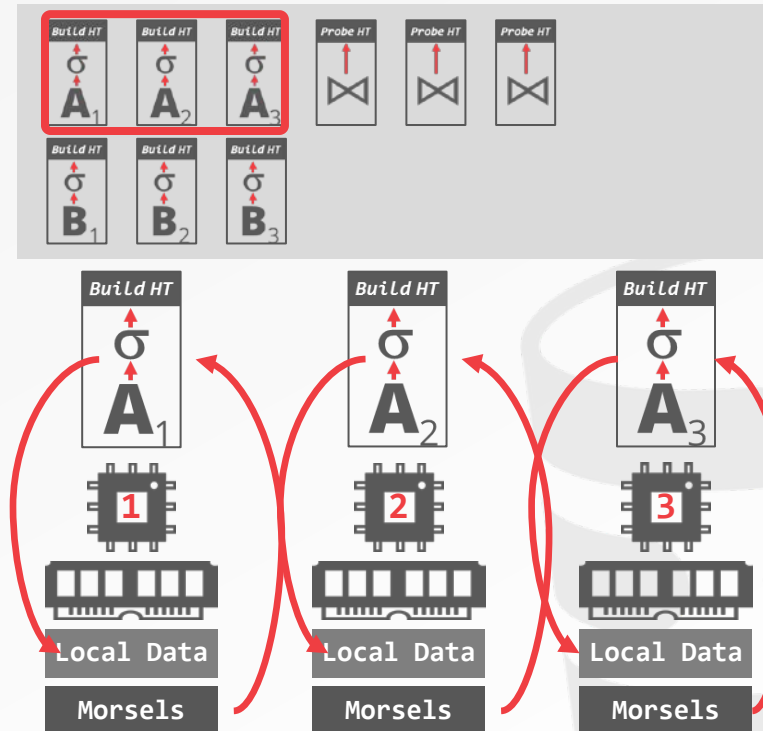 Build HT Build HT Build HT Probe HT Probe HT Probe HT
σ σ σ
A1 A2 A3
Build HT Build HT Build HT
σ σ σ
B1 B2 B3
Build HT Build HT Build HT
σ σ σ
A1 A2 A3
1 2 3
Local Data Local Data Local Data
Morsels Morsels Morsels